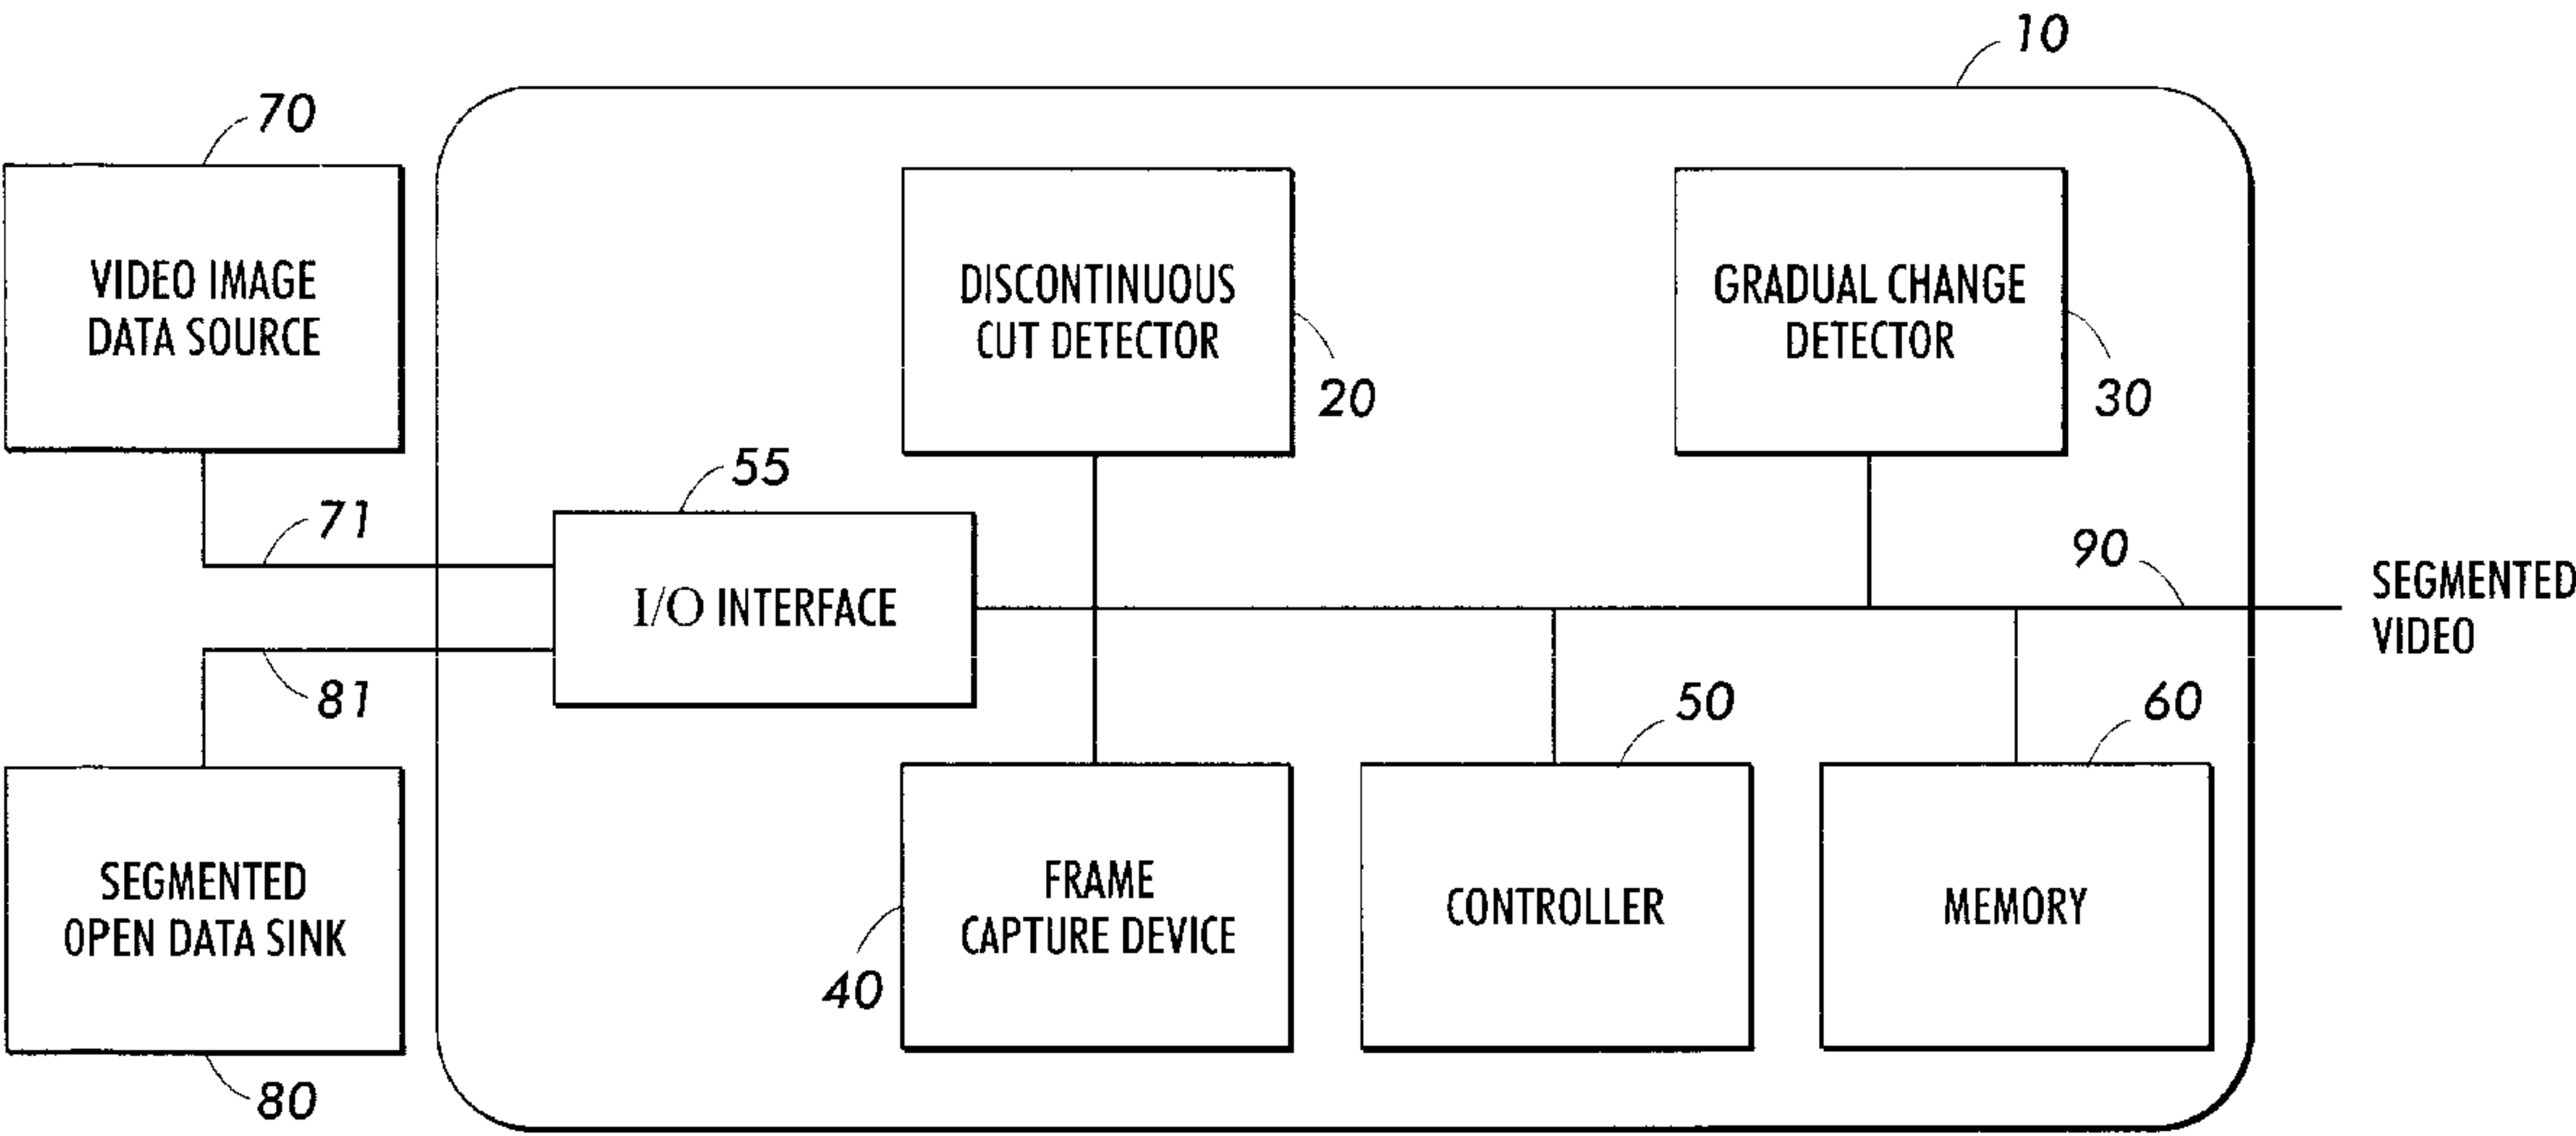 10
70
VIDEO IMAGE
DATA SOURCE
DISCONTINUOUS
CUT DETECTOR
20
GRADUAL CHANGE
DETECTOR
30
55
71
I/O INTERFACE
90
SEGMENTED
VIDEO
81
50
60
SEGMENTED
OPEN DATA SINK
80
FRAME
CAPTURE DEVICE
40
CONTROLLER
MEMORY